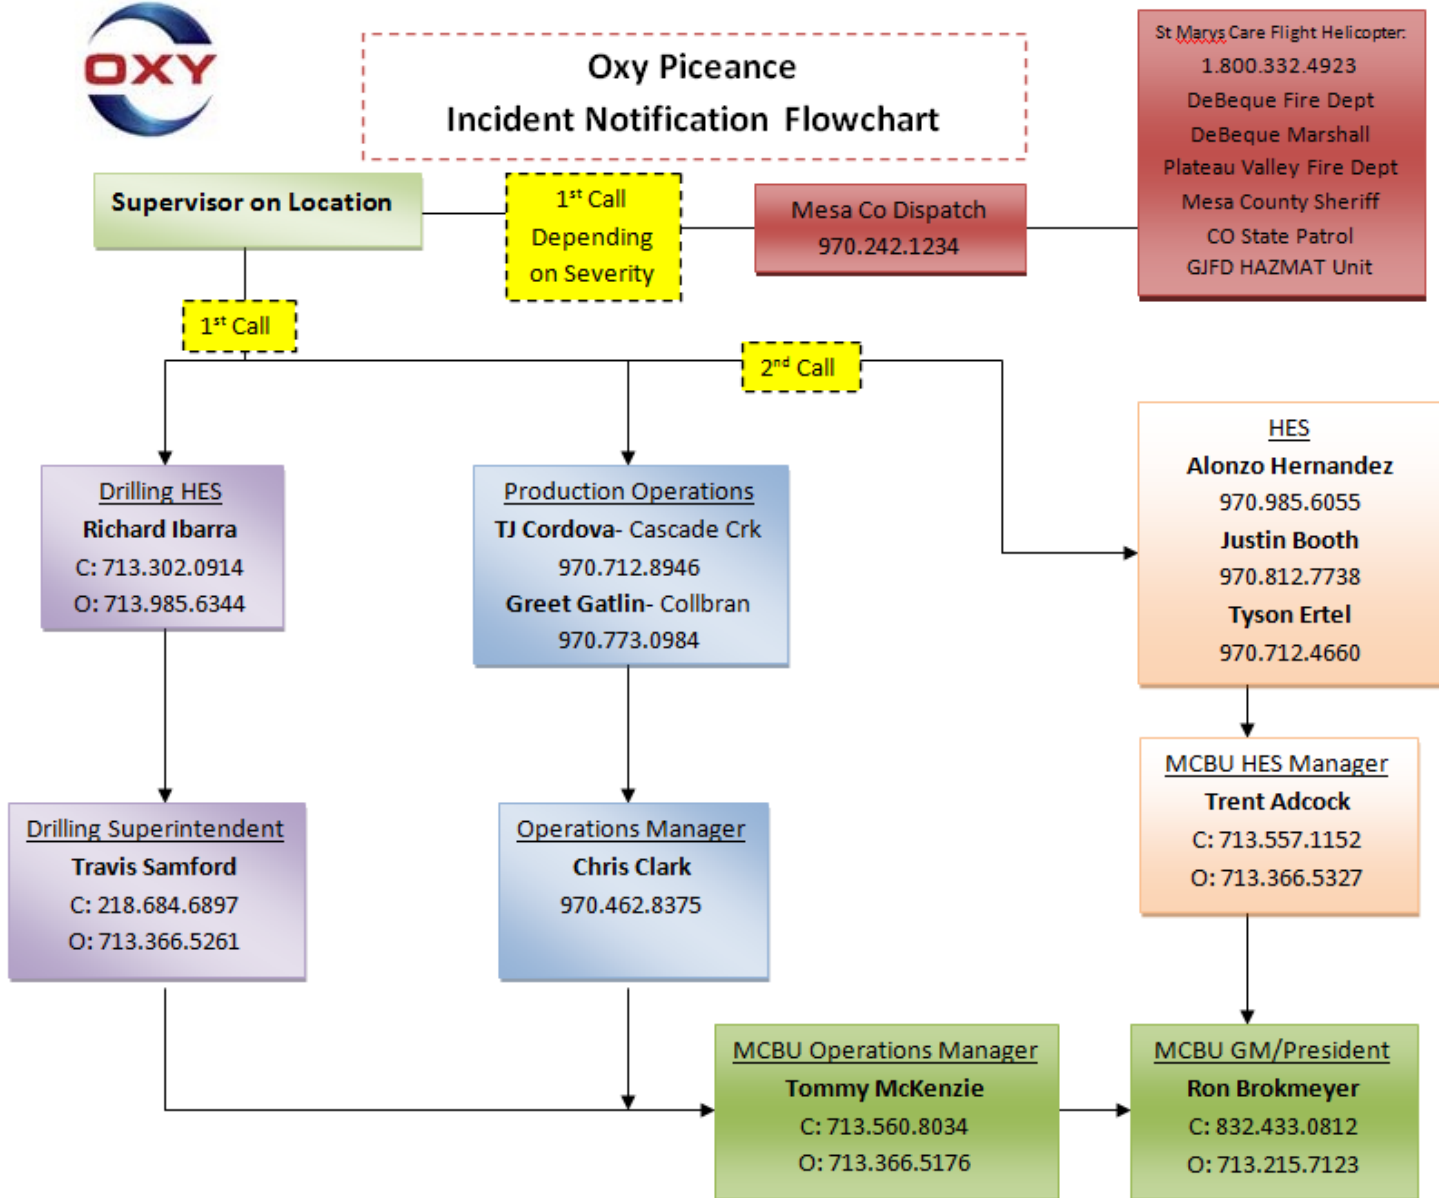 OXY
Oxy Piceance
Incident Notification Flowchart
St Marys Care Flight Helicopter:
1.800.332.4923
DeBeque Fire Dept
DeBeque Marshall
Plateau Valley Fire Dept
Mesa County Sheriff
CO State Patrol
GJFD HAZMAT Unit
Supervisor on Location
1st Call
Depending
on Severity
Mesa Co Dispatch
970.242.1234
1st Call
2nd Call
Drilling HES
Richard Ibarra
C: 713.302.0914
O: 713.985.6344
Production Operations
TJ Cordova- Cascade Crk
970.712.8946
Greet Gatlin- Collbran
970.773.0984
HES
Alonzo Hernandez
970.985.6055
Justin Booth
970.812.7738
Tyson Ertel
970.712.4660
MCBU HES Manager
Trent Adcock
C: 713.557.1152
O: 713.366.5327
Drilling Superintendent
Travis Samford
C: 218.684.6897
O: 713.366.5261
Operations Manager
Chris Clark
970.462.8375
MCBU Operations Manager
Tommy McKenzie
C: 713.560.8034
O: 713.366.5176
MCBU GM/President
Ron Brokmeyer
C: 832.433.0812
O: 713.215.7123